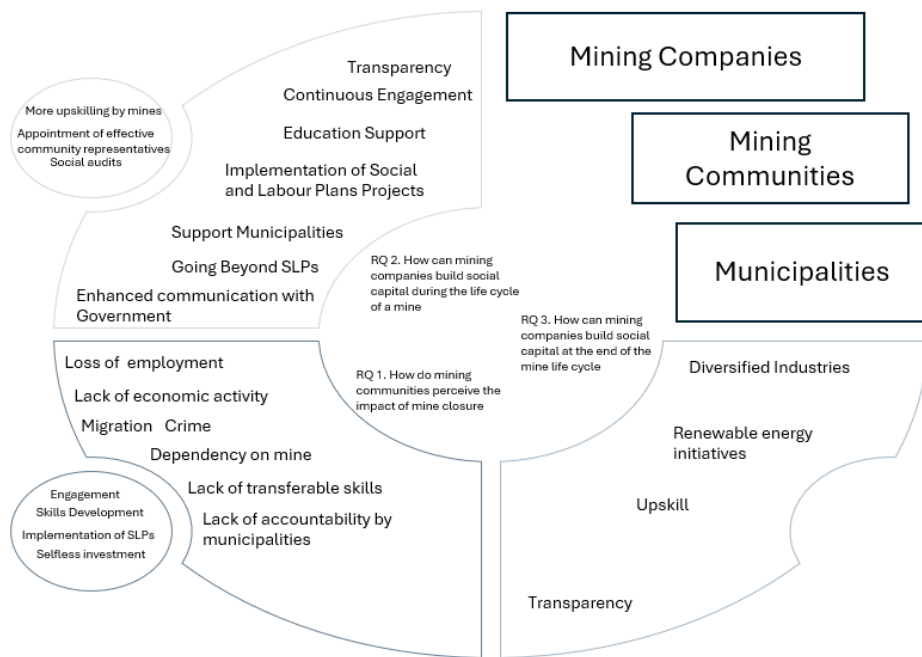 Mining Companies
Mining
Communities
Municipalities
Transparency
Continuous Engagement
Education Support
Implementation of Social
and Labour Plans Projects
Support Municipalities
Going Beyond SLPs
Enhanced communication with
Government
More upskilling by mines
Appointment of effective
community representatives
Social audits
RQ 2. How can mining
companies build social
capital during the life cycle
of a mine
RQ 3. How can mining
companies build social
capital at the end of the
mine life cycle
RQ 1. How do mining
communities perceive the
impact of mine closure
Loss of employment
Lack of economic activity
Migration Crime
Dependency on mine
Lack of transferable skills
Lack of accountability by
municipalities
Engagement
Skills Development
Implementation of SLPs
Selfless investment
Diversified Industries
Renewable energy
initiatives
Upskill
Transparency